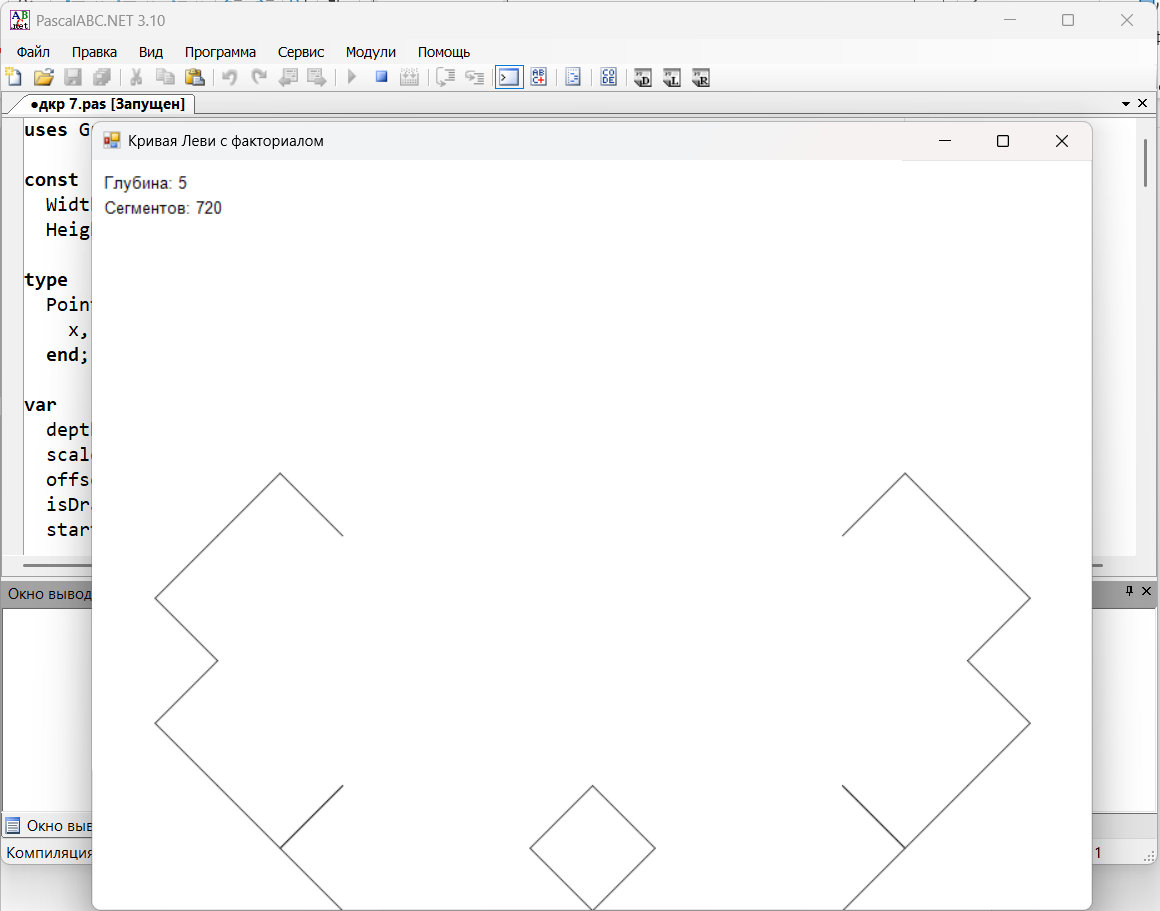 PascalABC.NET 3.10
Файл Правка Вид Программа Сервис Модули Помощь
•дкр 7.pas [Запущен]
uses G
Кривая Леви с факториалом
Глубина: 5
Сегментов: 720
const
Widt
Heig
type
Poin
x,
end;
var
dept
scal
offs
isDr
star
Окно вывод
Окно выв
Компиляция
1